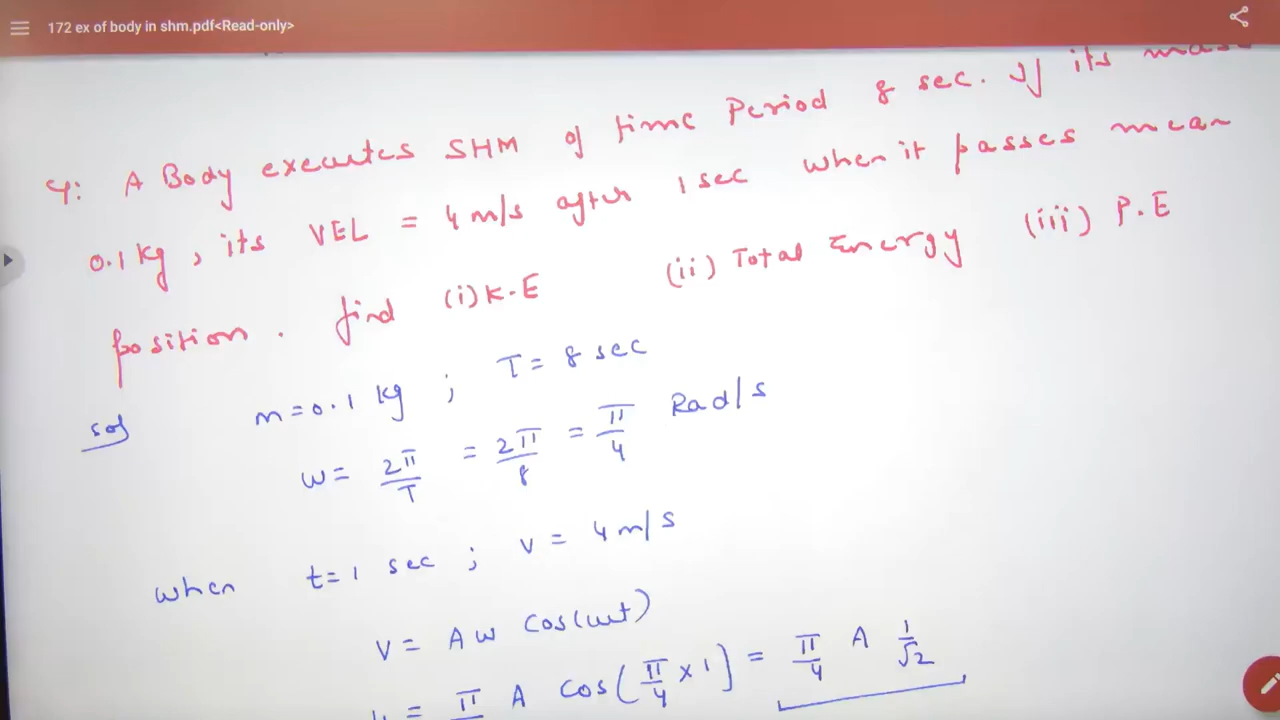 172 ex of body in shm.pdf<Read-only>
4: A Body executes SHM of time Period 8 sec. If its mass
0.1 kg, its VEL = 4 m/s after 1 sec when it passes mean
position. find (i) K.E (ii) Total Energy (iii) P.E
sol m = 0.1 kg ; T = 8 sec
w = 2π/T = 2π/8 = π/4 Rad/s
when t = 1 sec ; v = 4 m/s
v = A w Cos(wt)
4 = π A cos(π/4 × 1) = π/4 A 1/√2